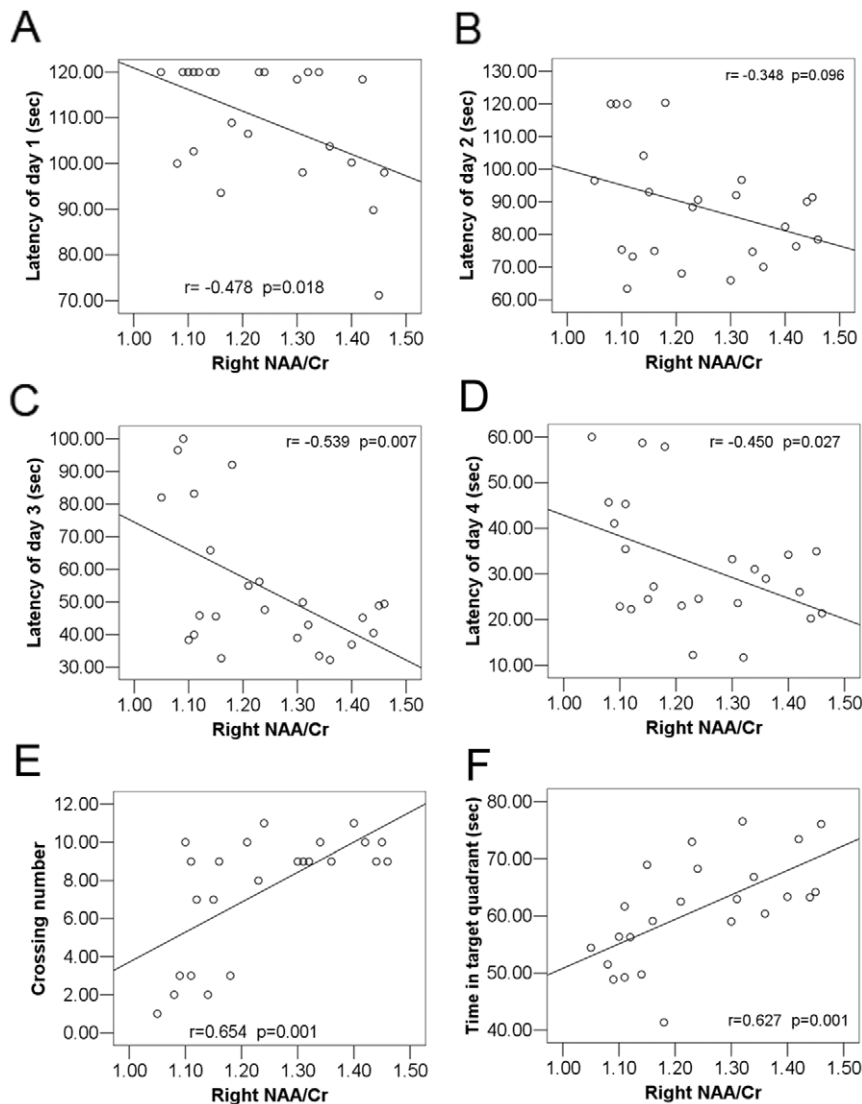 A
Latency of day 1 (sec)
120.00
110.00
100.00
90.00
80.00
70.00
r= -0.478 p=0.018
1.00 1.10 1.20 1.30 1.40 1.50
Right NAA/Cr
B
Latency of day 2 (sec)
130.00
120.00
110.00
100.00
90.00
80.00
70.00
60.00
r= -0.348 p=0.096
1.00 1.10 1.20 1.30 1.40 1.50
Right NAA/Cr
C
Latency of day 3 (sec)
100.00
90.00
80.00
70.00
60.00
50.00
40.00
30.00
r= -0.539 p=0.007
1.00 1.10 1.20 1.30 1.40 1.50
Right NAA/Cr
D
Latency of day 4 (sec)
60.00
50.00
40.00
30.00
20.00
10.00
r= -0.450 p=0.027
1.00 1.10 1.20 1.30 1.40 1.50
Right NAA/Cr
E
Crossing number
12.00
10.00
8.00
6.00
4.00
2.00
0.00
r=0.654 p=0.001
1.00 1.10 1.20 1.30 1.40 1.50
Right NAA/Cr
F
Time in target quadrant (sec)
80.00
70.00
60.00
50.00
40.00
r=0.627 p=0.001
1.00 1.10 1.20 1.30 1.40 1.50
Right NAA/Cr